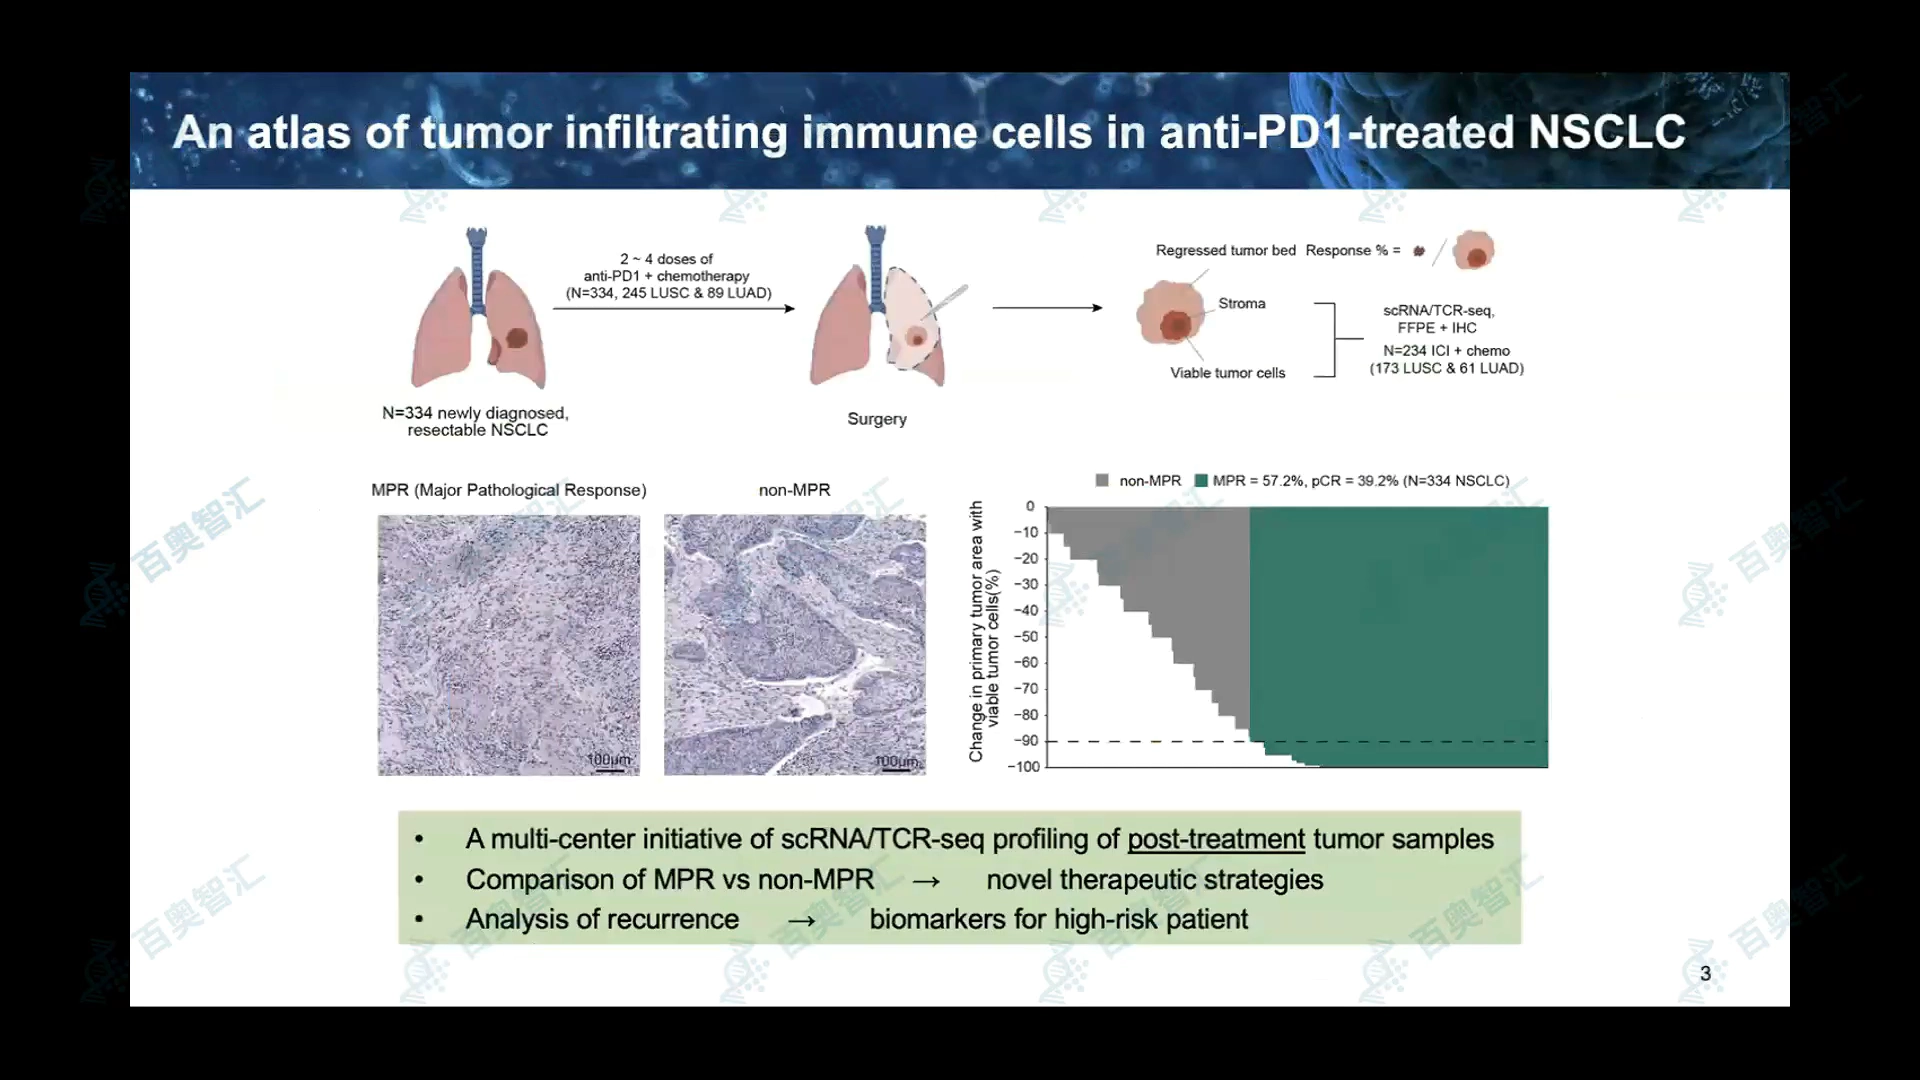 An atlas of tumor infiltrating immune cells in anti-PD1-treated NSCLC
2 ~ 4 doses of
anti-PD1 + chemotherapy
(N=334, 245 LUSC & 89 LUAD)
N=334 newly diagnosed,
resectable NSCLC
Surgery
Regressed tumor bed
Response % =
/
Stroma
Viable tumor cells
scRNA/TCR-seq,
FFPE + IHC
N=234 ICI + chemo
(173 LUSC & 61 LUAD)
MPR (Major Pathological Response)
non-MPR
100μm
100μm
non-MPR
MPR = 57.2%, pCR = 39.2% (N=334 NSCLC)
Change in primary tumor area with
viable tumor cells(%)
0
−10
−20
−30
−40
−50
−60
−70
−80
−90
−100
• A multi-center initiative of scRNA/TCR-seq profiling of post-treatment tumor samples
• Comparison of MPR vs non-MPR → novel therapeutic strategies
• Analysis of recurrence → biomarkers for high-risk patient
3
百奥智汇